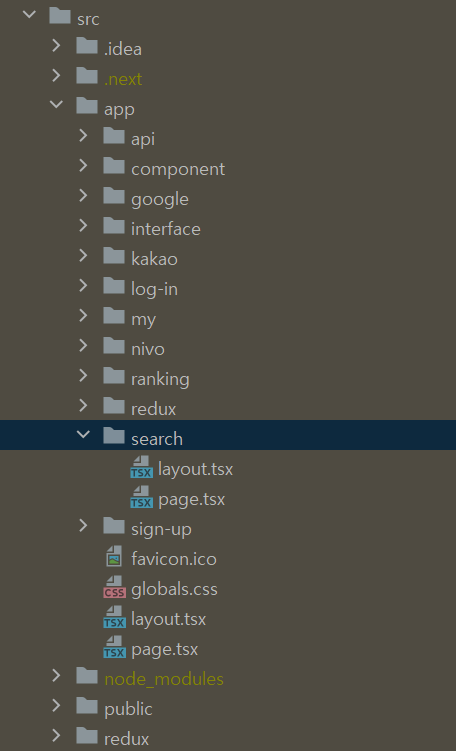 src
.idea
.next
app
api
component
google
interface
kakao
log-in
my
nivo
ranking
redux
search
TSX layout.tsx
TSX page.tsx
sign-up
favicon.ico
CSS globals.css
TSX layout.tsx
TSX page.tsx
node_modules
public
redux